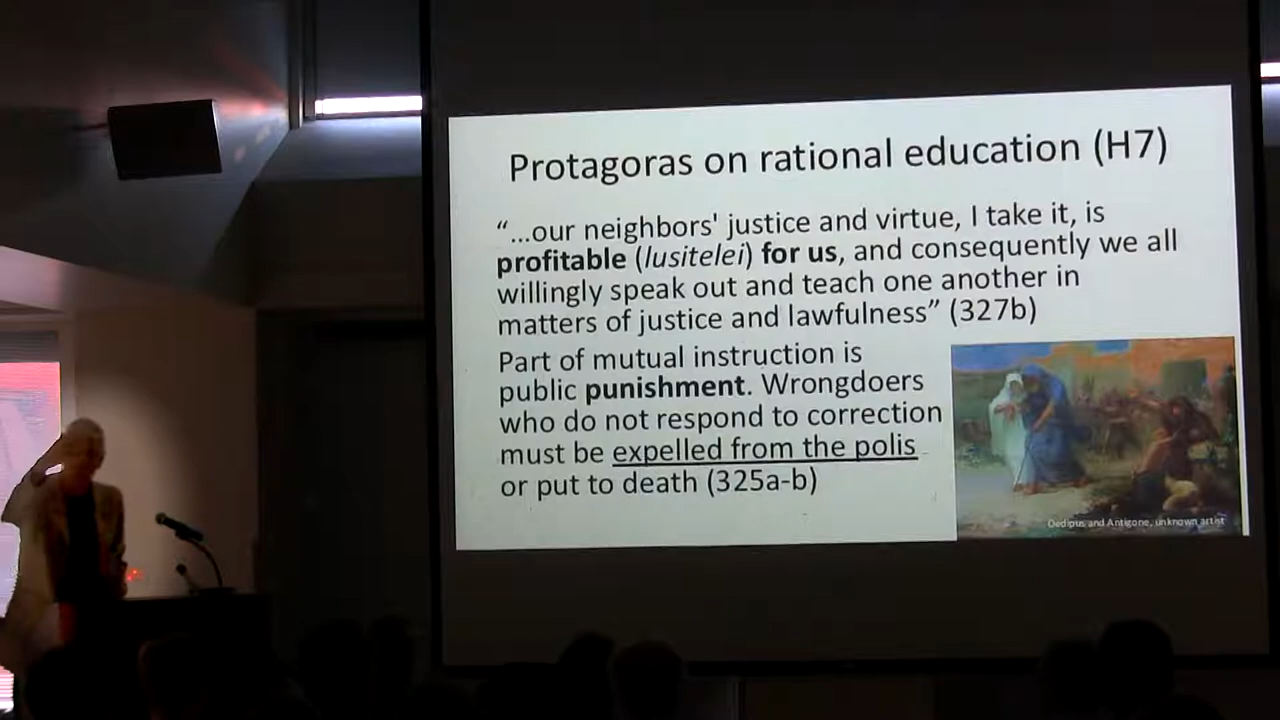 Protagoras on rational education (H7)
“...our neighbors' justice and virtue, I take it, is
profitable (lusitelei) for us, and consequently we all
willingly speak out and teach one another in
matters of justice and lawfulness” (327b)
Part of mutual instruction is
public punishment. Wrongdoers
who do not respond to correction
must be expelled from the polis
or put to death (325a-b)
Oedipus and Antigone, unknown artist